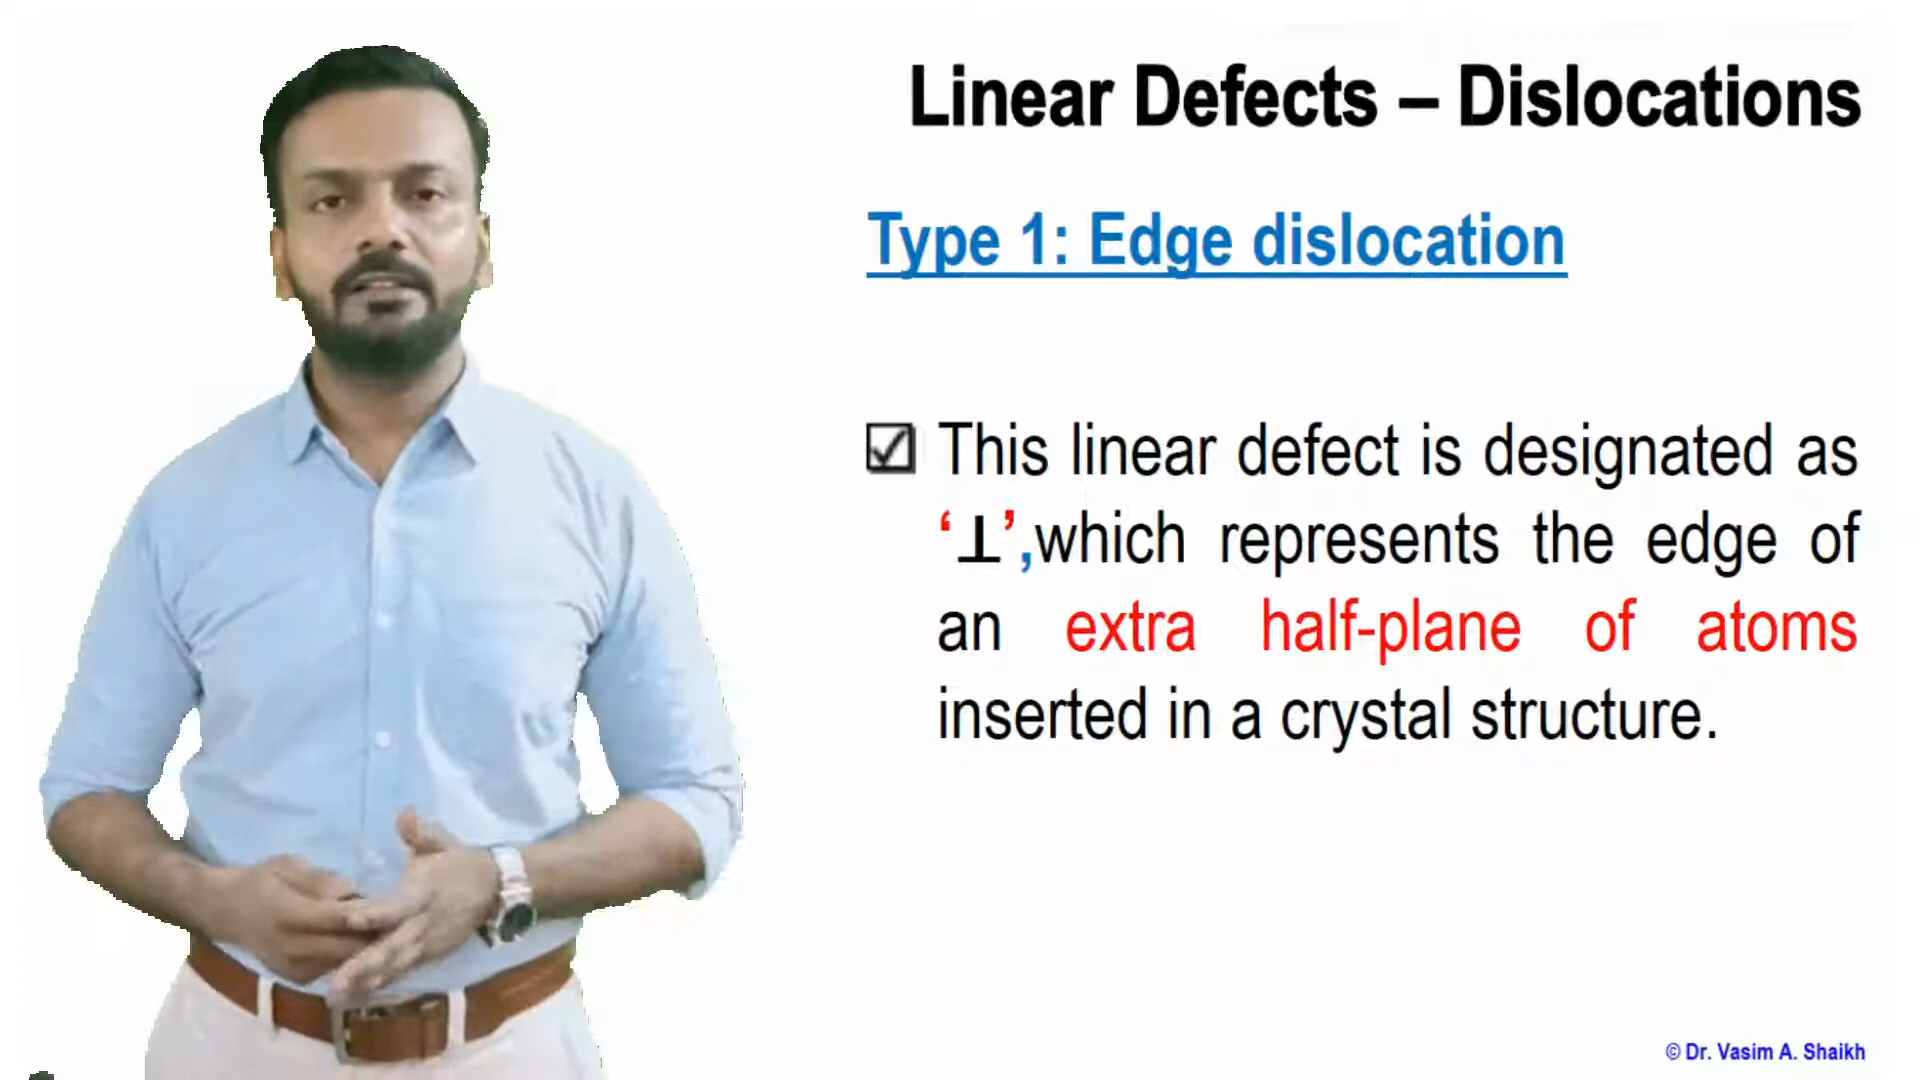 Linear Defects – Dislocations
Type 1: Edge dislocation
This linear defect is designated as
‘⊥’,which represents the edge of
an extra half-plane of atoms
inserted in a crystal structure.
© Dr. Vasim A. Shaikh